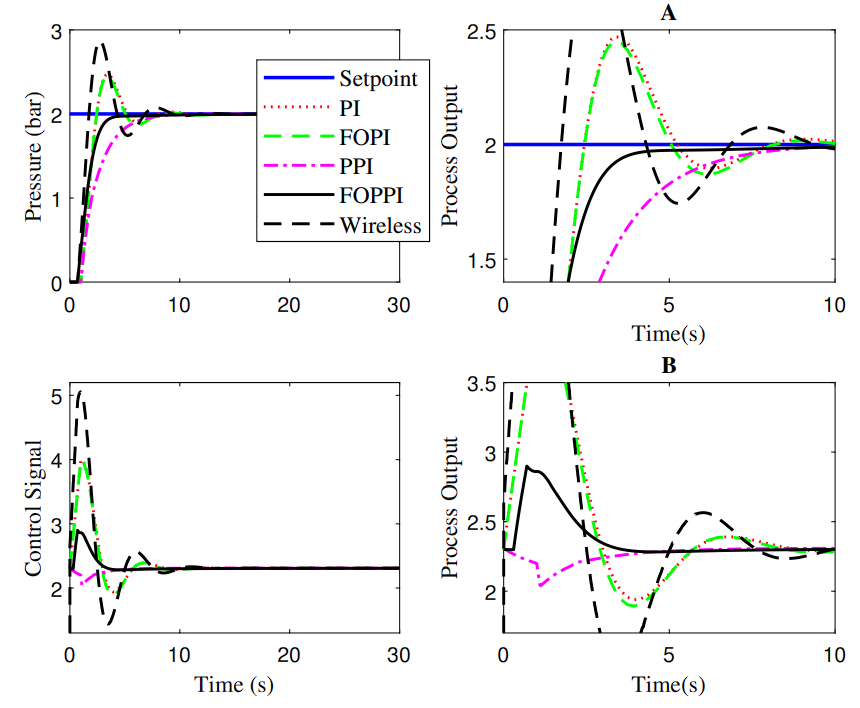 Pressure (bar)
3
2
1
0
0
10
20
30
Setpoint
PI
FOPI
PPI
FOPPI
Wireless
A
Process Output
2.5
2
1.5
0
5
10
Time(s)
Control Signal
5
4
3
2
0
10
20
30
Time (s)
B
Process Output
3.5
3
2.5
2
0
5
10
Time(s)